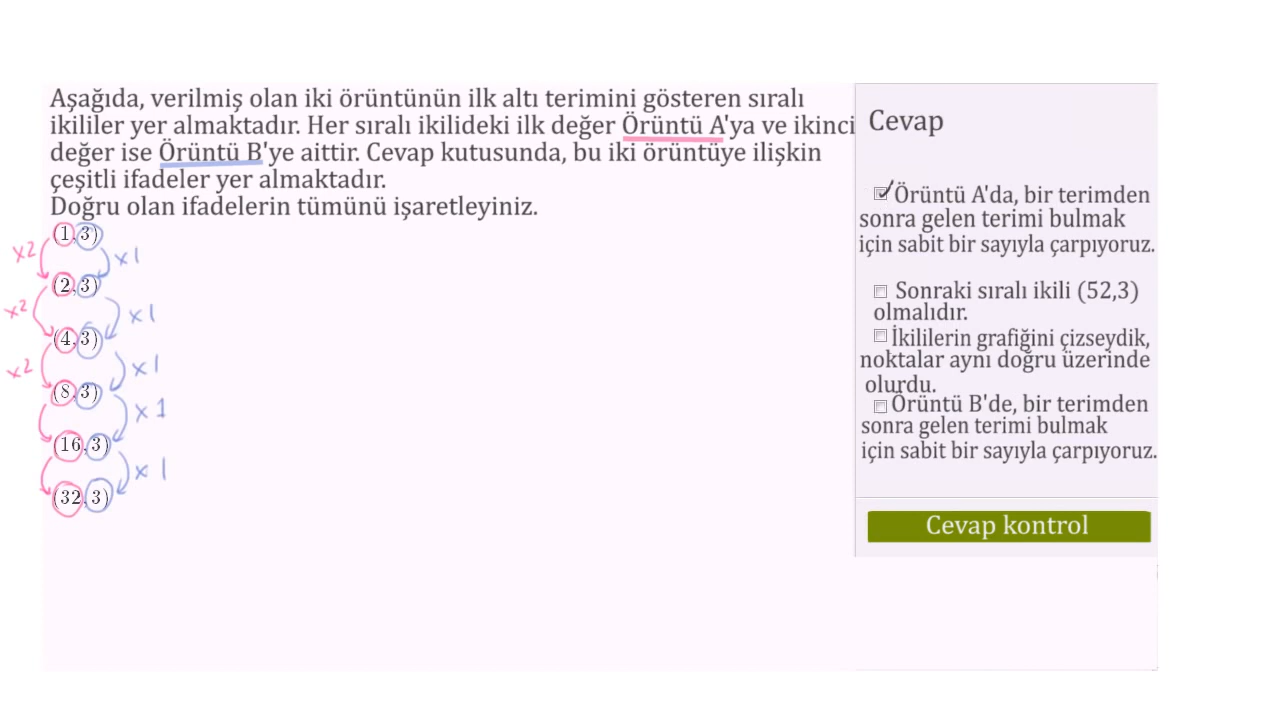 Aşağıda, verilmiş olan iki örüntünün ilk altı terimini gösteren sıralı
ikililer yer almaktadır. Her sıralı ikilideki ilk değer Örüntü A'ya ve ikinci
değer ise Örüntü B'ye aittir. Cevap kutusunda, bu iki örüntüye ilişkin
çeşitli ifadeler yer almaktadır.
Doğru olan ifadelerin tümünü işaretleyiniz.
(1,3)
x2
x1
(2,3)
x2
x1
(4,3)
x2
x1
(8,3)
x1
(16,3)
x1
(32,3)
Cevap
Örüntü A'da, bir terimden
sonra gelen terimi bulmak
için sabit bir sayıyla çarpıyoruz.
Sonraki sıralı ikili (52,3)
olmalıdır.
İkililerin grafiğini çizseydik,
noktalar aynı doğru üzerinde
olurdu.
Örüntü B'de, bir terimden
sonra gelen terimi bulmak
için sabit bir sayıyla çarpıyoruz.
Cevap kontrol